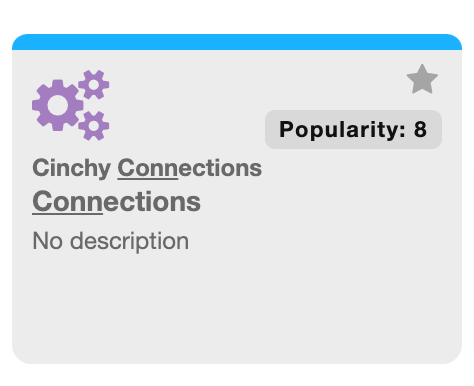 Popularity: 8
Cinchy Connections
Connections
No description